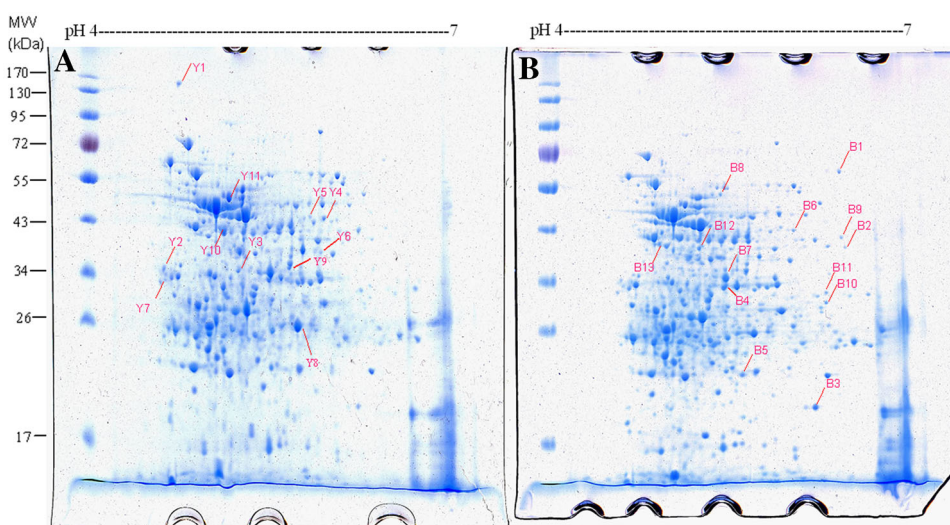 MW
(kDa)
pH 4--------------------------------------------------7
pH 4--------------------------------------------------7
A
B
170
130
95
72
55
43
34
26
17
Y1
Y11
Y5
Y4
Y2
Y10
Y3
Y6
Y9
Y7
Y8
B1
B8
B6
B9
B2
B12
B7
B13
B11
B10
B4
B5
B3